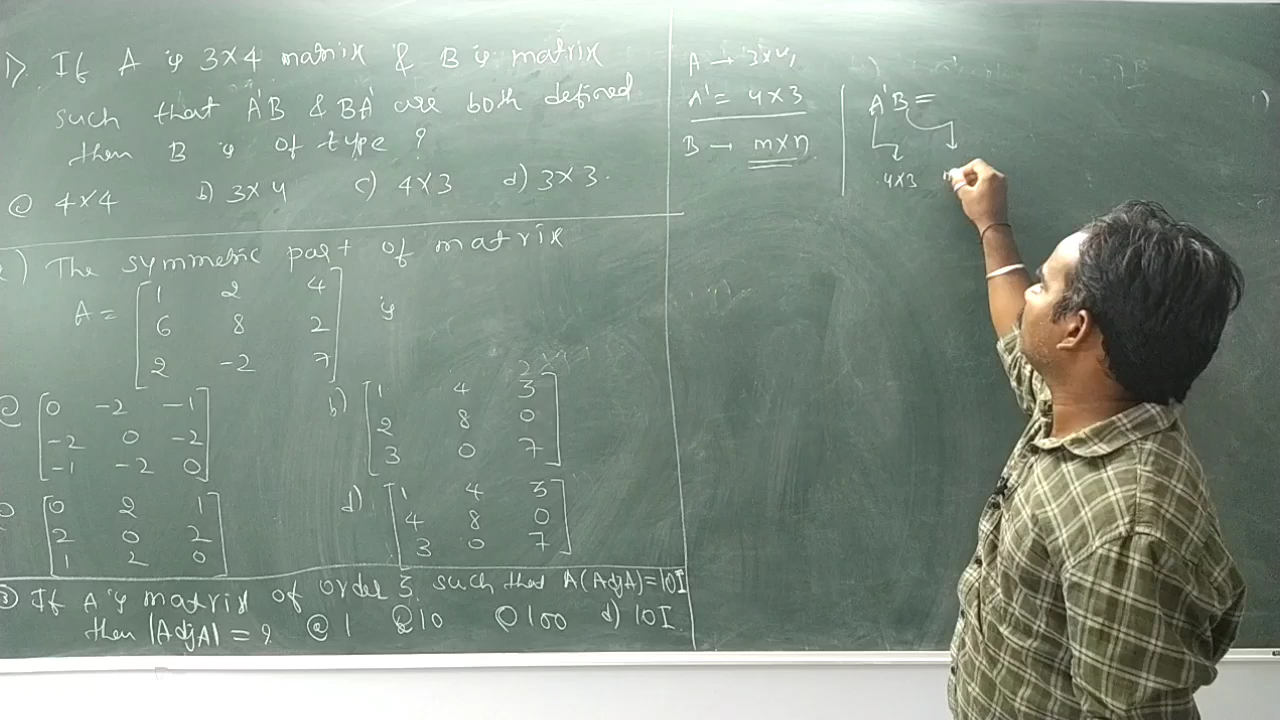 1) If A is 3×4 matrix & B is matrix
such that A'B & BA' are both defined
then B is of type ?
@ 4×4 b) 3×4 c) 4×3 d) 3×3.
) The symmetric part of matrix
A = [1 2 4
6 8 2
2 -2 7] is
@ [0 -2 -1
-2 0 -2
-1 -2 0]
b) [1 4 3
2 8 0
3 0 7]
[0 2 1
2 0 2
1 2 0]
d) [1 4 3
4 8 0
3 0 7]
③ If A is matrix of order 3, such that A(AdjA)=10I
then |AdjA| = ? @ 1 10 100 d) 10I.
A → 3×4,
A' = 4×3
B → m×n
A'B =
4×3